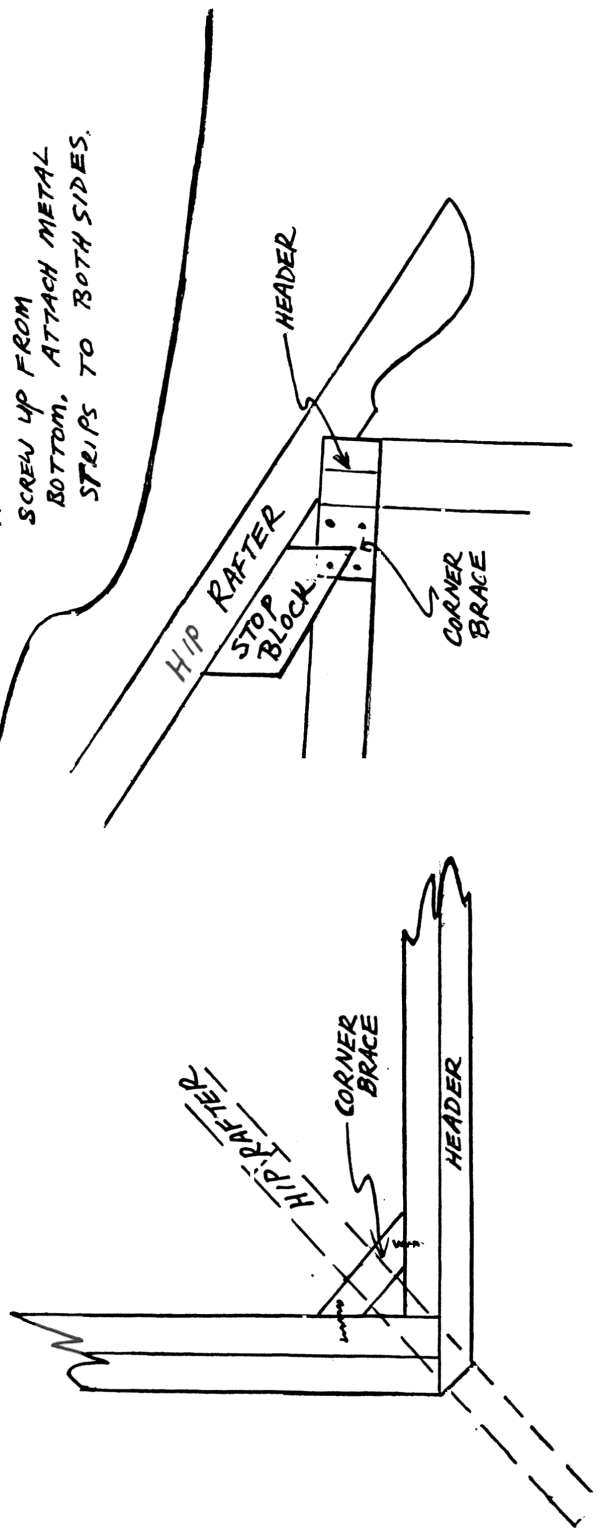 SCREW UP FROM
BOTTOM. ATTACH METAL
STRIPS TO BOTH SIDES.
HEADER
HIP RAFTER
STOP
BLOCK
CORNER
BRACE
HIP RAFTER
CORNER
BRACE
HEADER